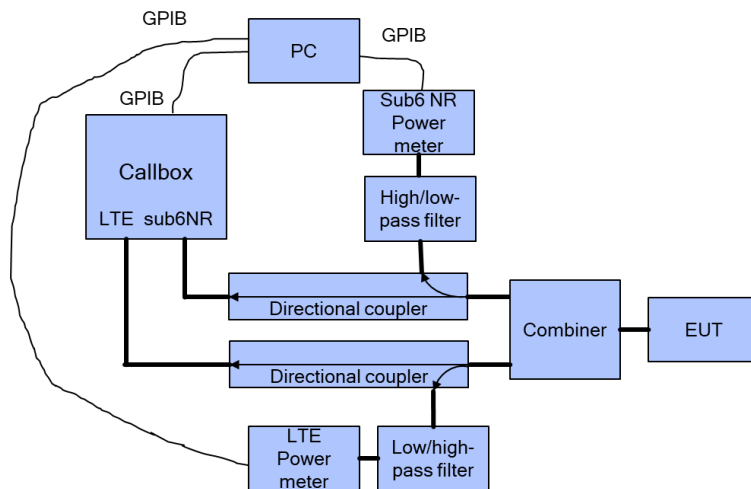 GPIB
PC
GPIB
GPIB
Sub6 NR
Power
meter
Callbox
LTE sub6NR
High/low-
pass filter
Directional coupler
Combiner
EUT
Directional coupler
LTE
Power
meter
Low/high-
pass filter